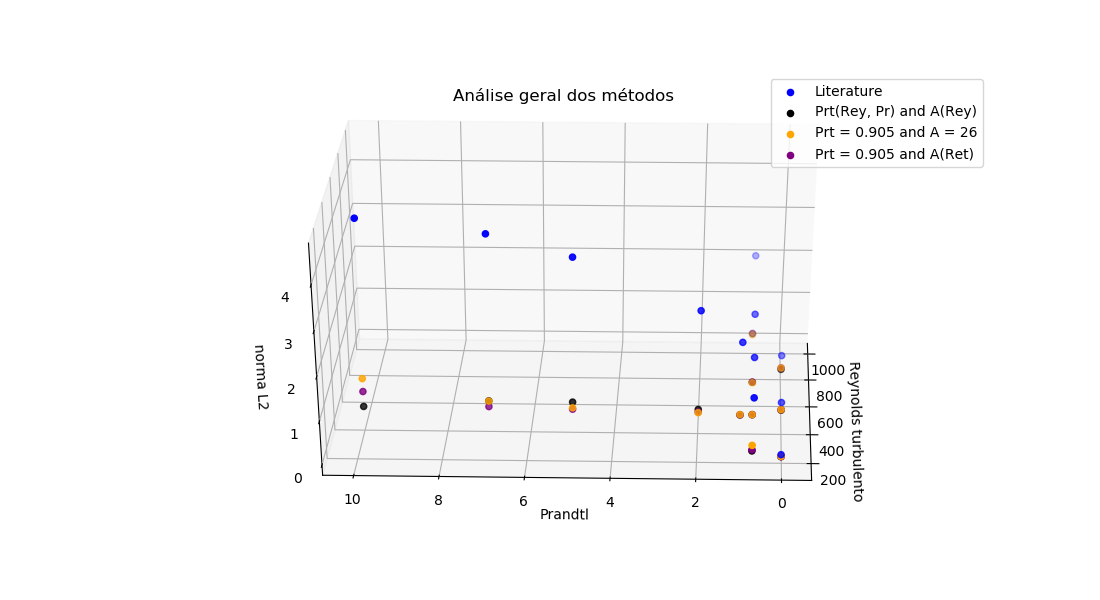 Análise geral dos métodos
Literature
Prt(Rey, Pr) and A(Rey)
Prt = 0.905 and A = 26
Prt = 0.905 and A(Ret)
4
3
2
1
0
norma L2
10
8
6
4
2
0
Prandtl
1000
800
600
400
200
Reynolds turbulento